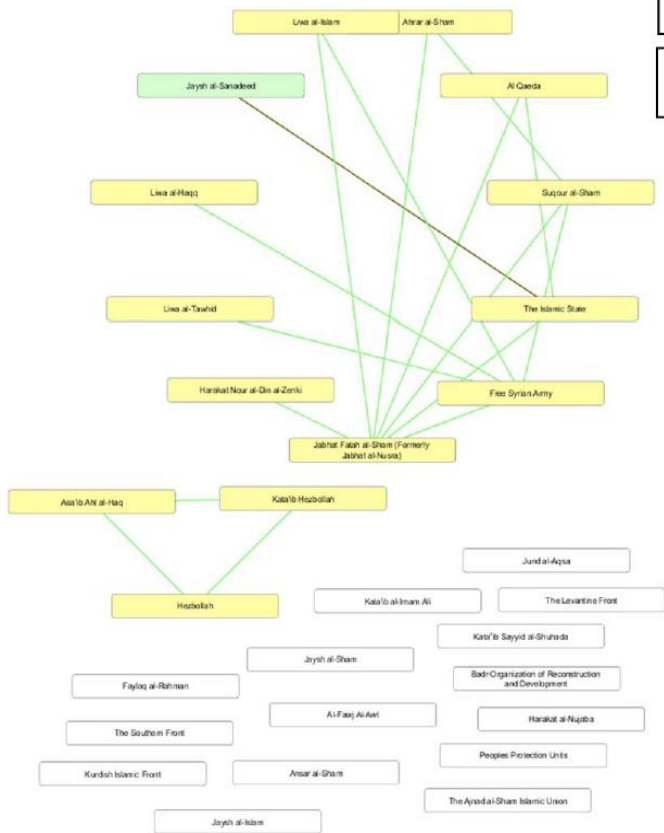 Liwa al-Islam
Ahrar al-Sham
Jaysh al-Sanadeed
Al Qaeda
Liwa al-Haqq
Suqour al-Sham
Liwa al-Tawhid
The Islamic State
Harakat Nour al-Din al-Zenki
Free Syrian Army
Jabhat Fatah al-Sham (Formerly
Jabhat al-Nusra)
Asa'ib Ahl al-Haq
Kata'ib Hezbollah
Hezbollah
Jund al-Aqsa
Kata'ib al-Imam Ali
The Levantine Front
Kata'ib Sayyid al-Shuhada
Jaysh al-Sham
Badr Organization of Reconstruction
and Development
Faylaq al-Rahman
Al-Fawj Al-Awl
Harakat al-Nujaba
The Southern Front
Peoples Protection Units
Kurdish Islamic Front
Ansar al-Sham
The Ajnad al-Sham Islamic Union
Jaysh al-Islam